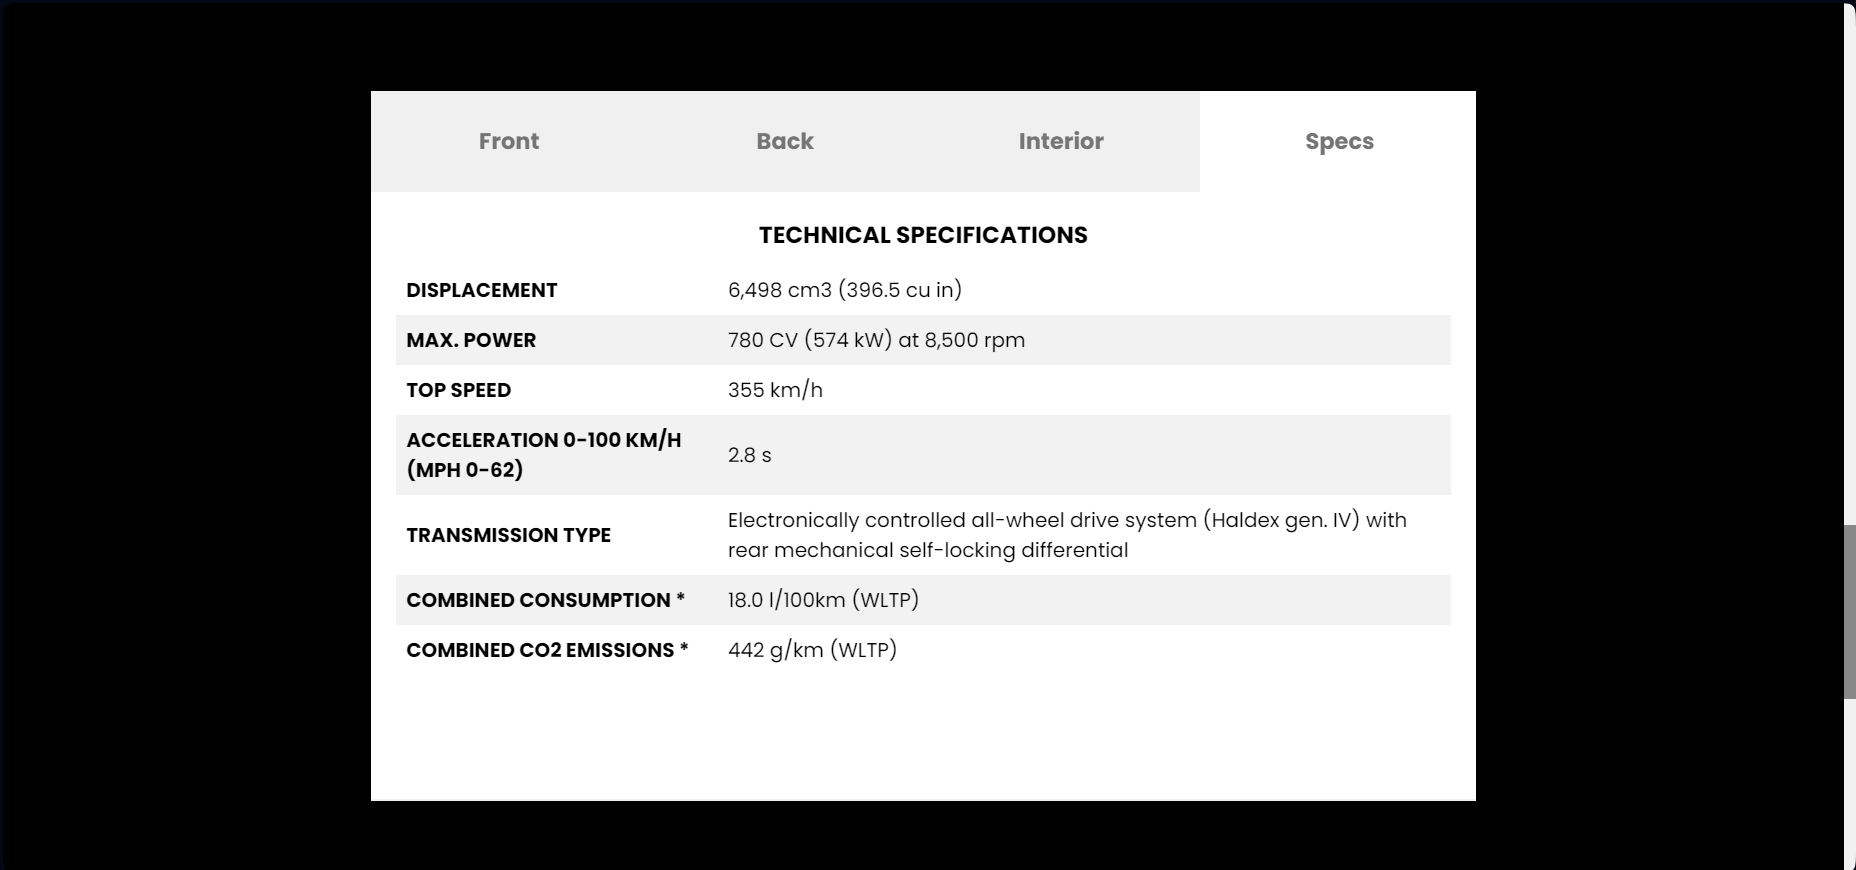 Front Back Interior Specs
TECHNICAL SPECIFICATIONS
DISPLACEMENT 6,498 cm3 (396.5 cu in)
MAX. POWER 780 CV (574 kW) at 8,500 rpm
TOP SPEED 355 km/h
ACCELERATION 0-100 KM/H
(MPH 0-62)
2.8 s
TRANSMISSION TYPE
Electronically controlled all-wheel drive system (Haldex gen. IV) with
rear mechanical self-locking differential
COMBINED CONSUMPTION * 18.0 l/100km (WLTP)
COMBINED CO2 EMISSIONS * 442 g/km (WLTP)